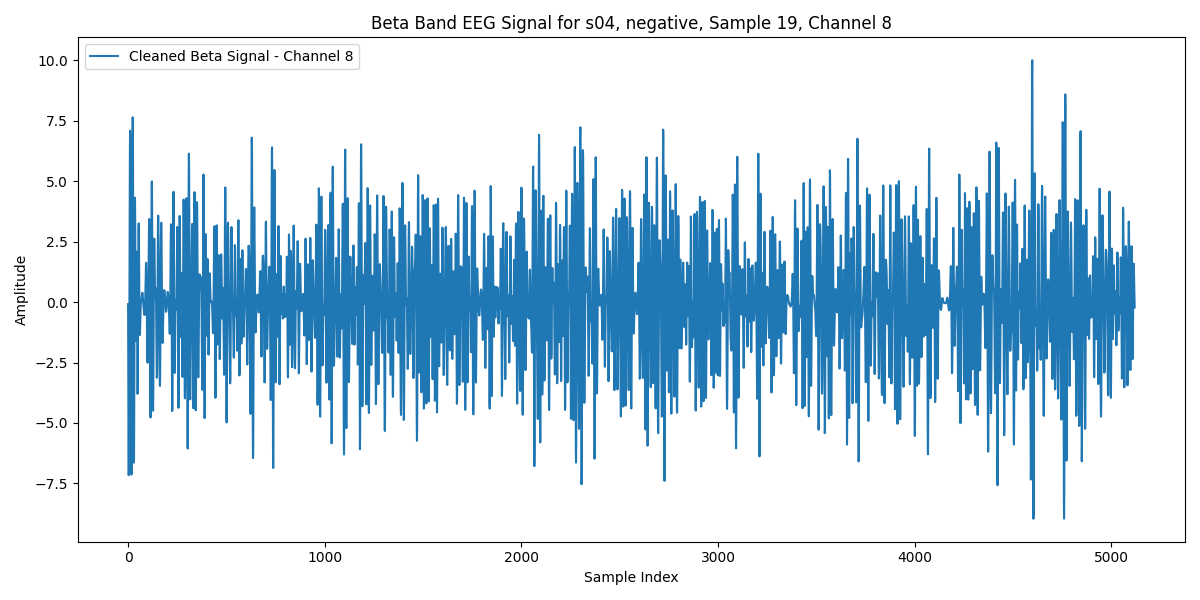 Beta Band EEG Signal for s04, negative, Sample 19, Channel 8
Cleaned Beta Signal - Channel 8
Amplitude
10.0
7.5
5.0
2.5
0.0
−2.5
−5.0
−7.5
0 1000 2000 3000 4000 5000
Sample Index